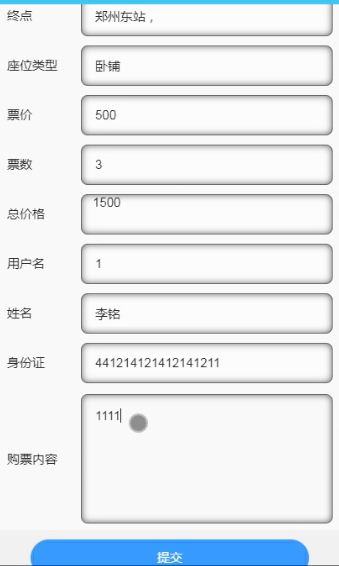 终点 郑州东站，
座位类型 卧铺
票价 500
票数 3
总价格 1500
用户名 1
姓名 李铭
身份证 441214121412141211
购票内容 1111
提交